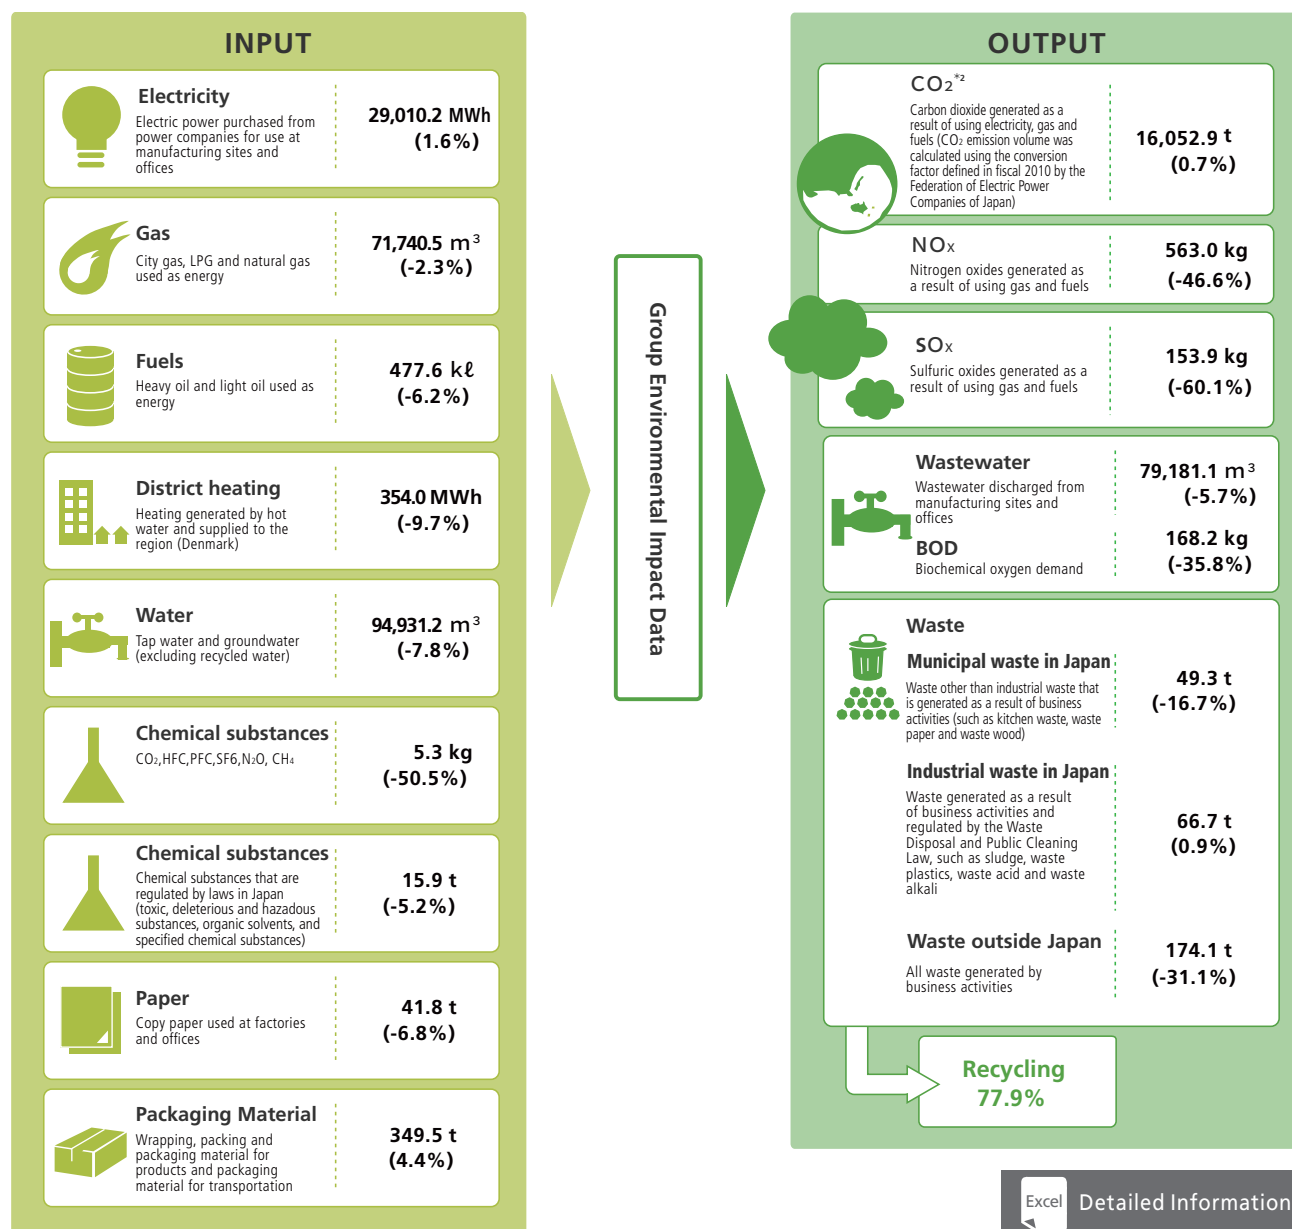 INPUT
Electricity
Electric power purchased from
power companies for use at
manufacturing sites and
offices
29,010.2 MWh
(1.6%)
Gas
City gas, LPG and natural gas
used as energy
71,740.5 m³
(-2.3%)
Fuels
Heavy oil and light oil used as
energy
477.6 kℓ
(-6.2%)
District heating
Heating generated by hot
water and supplied to the
region (Denmark)
354.0 MWh
(-9.7%)
Water
Tap water and groundwater
(excluding recycled water)
94,931.2 m³
(-7.8%)
Chemical substances
CO₂,HFC,PFC,SF6,N₂O, CH₄
5.3 kg
(-50.5%)
Chemical substances
Chemical substances that are
regulated by laws in Japan
(toxic, deleterious and hazadous
substances, organic solvents, and
specified chemical substances)
15.9 t
(-5.2%)
Paper
Copy paper used at factories
and offices
41.8 t
(-6.8%)
Packaging Material
Wrapping, packing and
packaging material for
products and packaging
material for transportation
349.5 t
(4.4%)
Group Environmental Impact Data
OUTPUT
CO₂*²
Carbon dioxide generated as a
result of using electricity, gas and
fuels (CO₂ emission volume was
calculated using the conversion
factor defined in fiscal 2010 by the
Federation of Electric Power
Companies of Japan)
16,052.9 t
(0.7%)
NOx
Nitrogen oxides generated as
a result of using gas and fuels
563.0 kg
(-46.6%)
SOx
Sulfuric oxides generated as a
result of using gas and fuels
153.9 kg
(-60.1%)
Wastewater
Wastewater discharged from
manufacturing sites and
offices
79,181.1 m³
(-5.7%)
BOD
Biochemical oxygen demand
168.2 kg
(-35.8%)
Waste
Municipal waste in Japan
Waste other than industrial waste that
is generated as a result of business
activities (such as kitchen waste, waste
paper and waste wood)
49.3 t
(-16.7%)
Industrial waste in Japan
Waste generated as a result
of business activities and
regulated by the Waste
Disposal and Public Cleaning
Law, such as sludge, waste
plastics, waste acid and waste
alkali
66.7 t
(0.9%)
Waste outside Japan
All waste generated by
business activities
174.1 t
(-31.1%)
Recycling
77.9%
Excel
Detailed Information